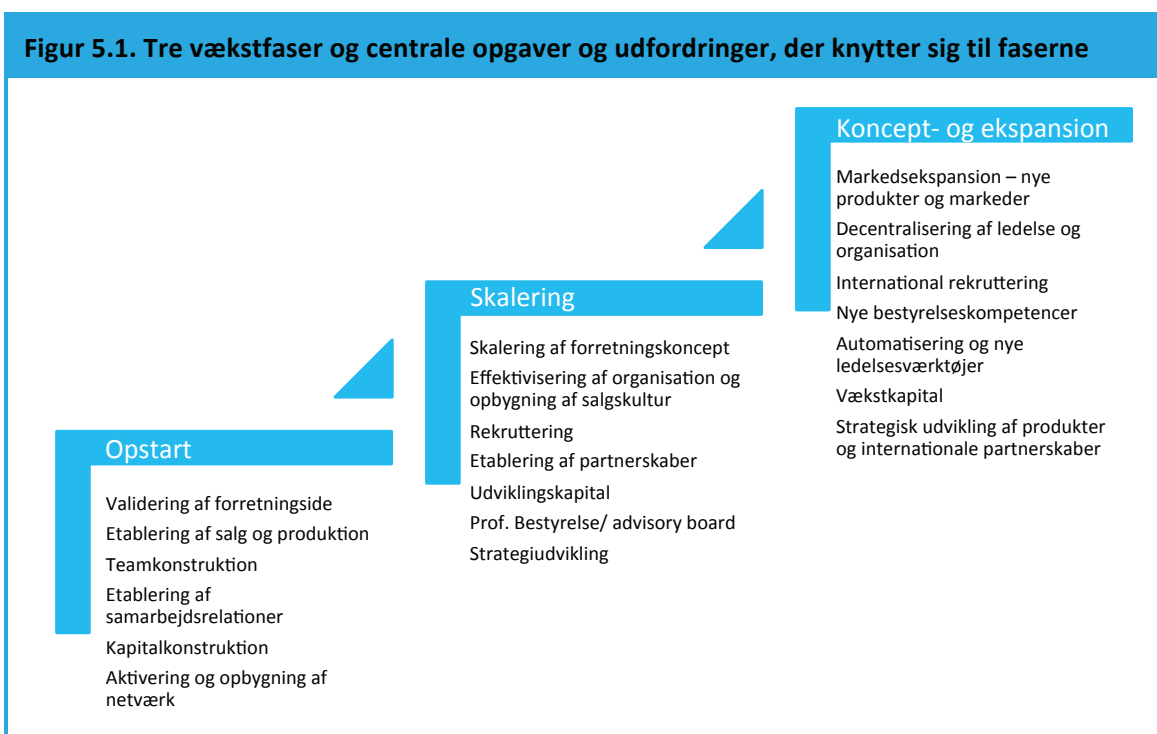 Figur 5.1. Tre vækstfaser og centrale opgaver og udfordringer, der knytter sig til faserne
Opstart
Validering af forretningside
Etablering af salg og produktion
Teamkonstruktion
Etablering af
samarbejdsrelationer
Kapitalkonstruktion
Aktivering og opbygning af
netværk
Skalering
Skalering af forretningskoncept
Effektivisering af organisation og
opbygning af salgskultur
Rekruttering
Etablering af partnerskaber
Udviklingskapital
Prof. Bestyrelse/ advisory board
Strategiudvikling
Koncept- og ekspansion
Markedsekspansion – nye
produkter og markeder
Decentralisering af ledelse og
organisation
International rekruttering
Nye bestyrelseskompetencer
Automatisering og nye
ledelsesværktøjer
Vækstkapital
Strategisk udvikling af produkter
og internationale partnerskaber